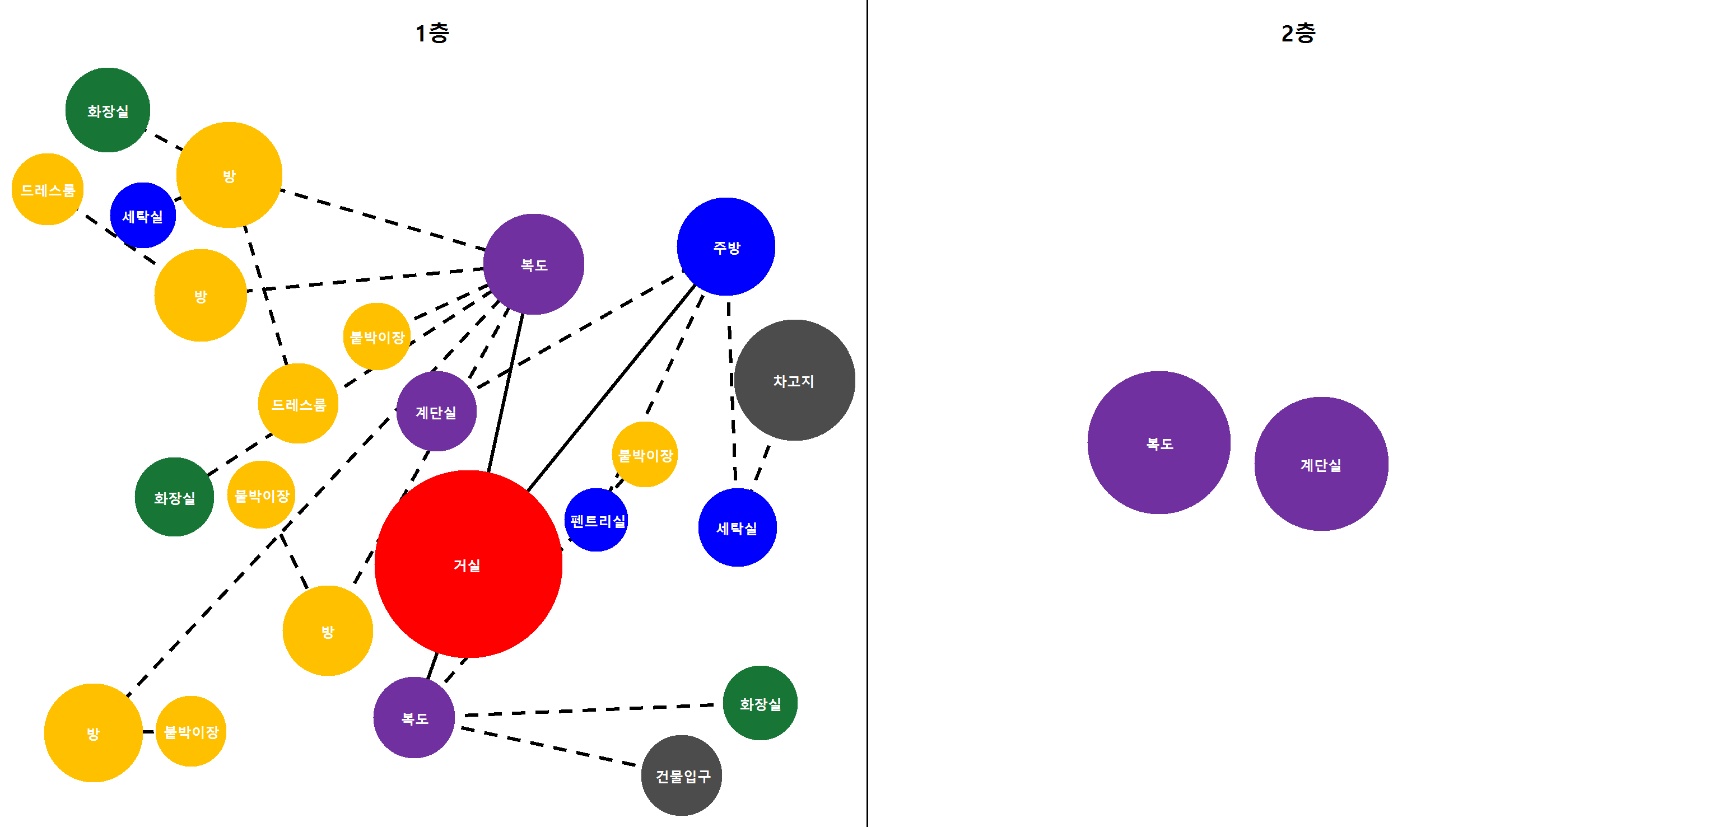 1층
화장실
방
드레스룸
세탁실
방
복도
주방
붙박이장
차고지
드레스룸
계단실
붙박이장
화장실
붙박이장
펜트리실
세탁실
거실
방
방
붙박이장
복도
화장실
건물입구
2층
복도
계단실